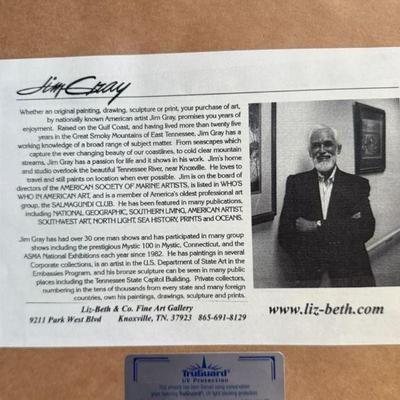 Jim Gray
Whether an original painting, drawing, sculpture or print, your purchase of art,
by nationally known American artist Jim Gray, promises you years of
enjoyment. Raised on the Gulf Coast, and having lived more than twenty five
years in the Great Smoky Mountains of East Tennessee, Jim Gray has a
working knowledge of a broad range of subject matter. From seascapes which
capture the ever changing beauty of our coastlines, to cold clear mountain
streams, Jim Gray has a passion for life and it shows in his work. Jim's home
and studio overlook the beautiful Tennessee River, near Knoxville. He loves to
travel and still paints on location when ever possible. Jim is on the board of
directors of the AMERICAN SOCIETY OF MARINE ARTISTS, is listed in WHO'S
WHO IN AMERICAN ART, and is a member of America's oldest professional art
group, the SALMAGUNDI CLUB. He has been featured in many publications,
including NATIONAL GEOGRAPHIC, SOUTHERN LIVING, AMERICAN ARTIST,
SOUTHWEST ART, NORTH LIGHT, SEA HISTORY, PRINTS and OCEANS.
Jim Gray has had over 30 one man shows and has participated in many group
shows including the prestigious Mystic 100 in Mystic, Connecticut, and the
ASMA National Exhibitions each year since 1982. He has paintings in several
Corporate collections, is an artist in the U.S. Department of State Art in the
Embassies Program, and his bronze sculpture can be seen in many public
places including the Tennessee State Capitol Building. Private collectors,
numbering in the tens of thousands from every state and many foreign
countries, own his paintings, drawings, sculpture and prints.
Liz-Beth & Co. Fine Art Gallery
9211 Park West Blvd Knoxville, TN. 37923 865-691-8129
www.liz-beth.com
TruGuard
UV Protection